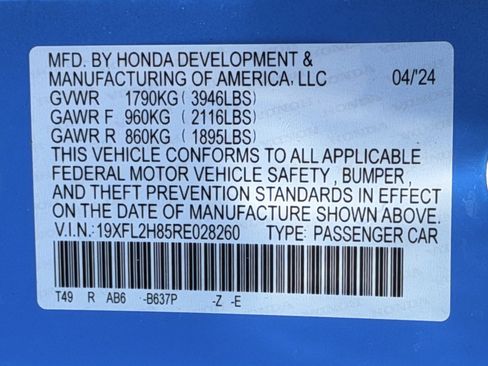 MFD. BY HONDA DEVELOPMENT &
MANUFACTURING OF AMERICA, LLC 04/'24
GVWR 1790KG ( 3946LBS)
GAWR F 960KG ( 2116LBS)
GAWR R 860KG ( 1895LBS)
THIS VEHICLE CONFORMS TO ALL APPLICABLE
FEDERAL MOTOR VEHICLE SAFETY , BUMPER,
AND THEFT PREVENTION STANDARDS IN EFFECT
ON THE DATE OF MANUFACTURE SHOWN ABOVE.
V.I.N.: 19XFL2H85RE028260 TYPE: PASSENGER CAR
T49 R AB6 -B637P -Z -E